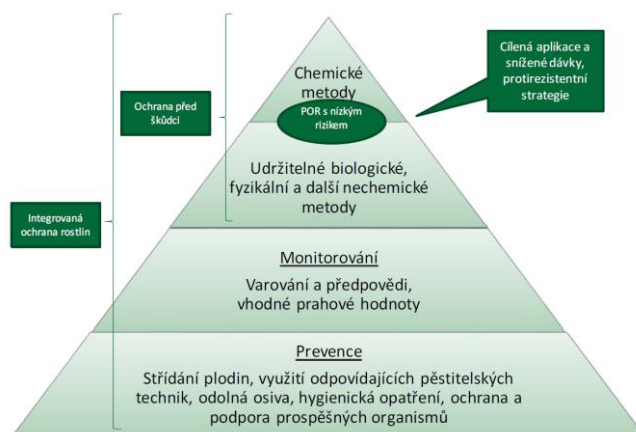 Chemické
metody
POR s nízkým
rizikem
Cílená aplikace a
snížené dávky,
protirezistentní
strategie
Ochrana před
škůdci
Udržitelné biologické,
fyzikální a další nechemické
metody
Integrovaná
ochrana rostlin
Monitorování
Varování a předpovědi,
vhodné prahové hodnoty
Prevence
Střídání plodin, využití odpovídajících pěstitelských
technik, odolná osiva, hygienická opatření, ochrana a
podpora prospěšných organismů